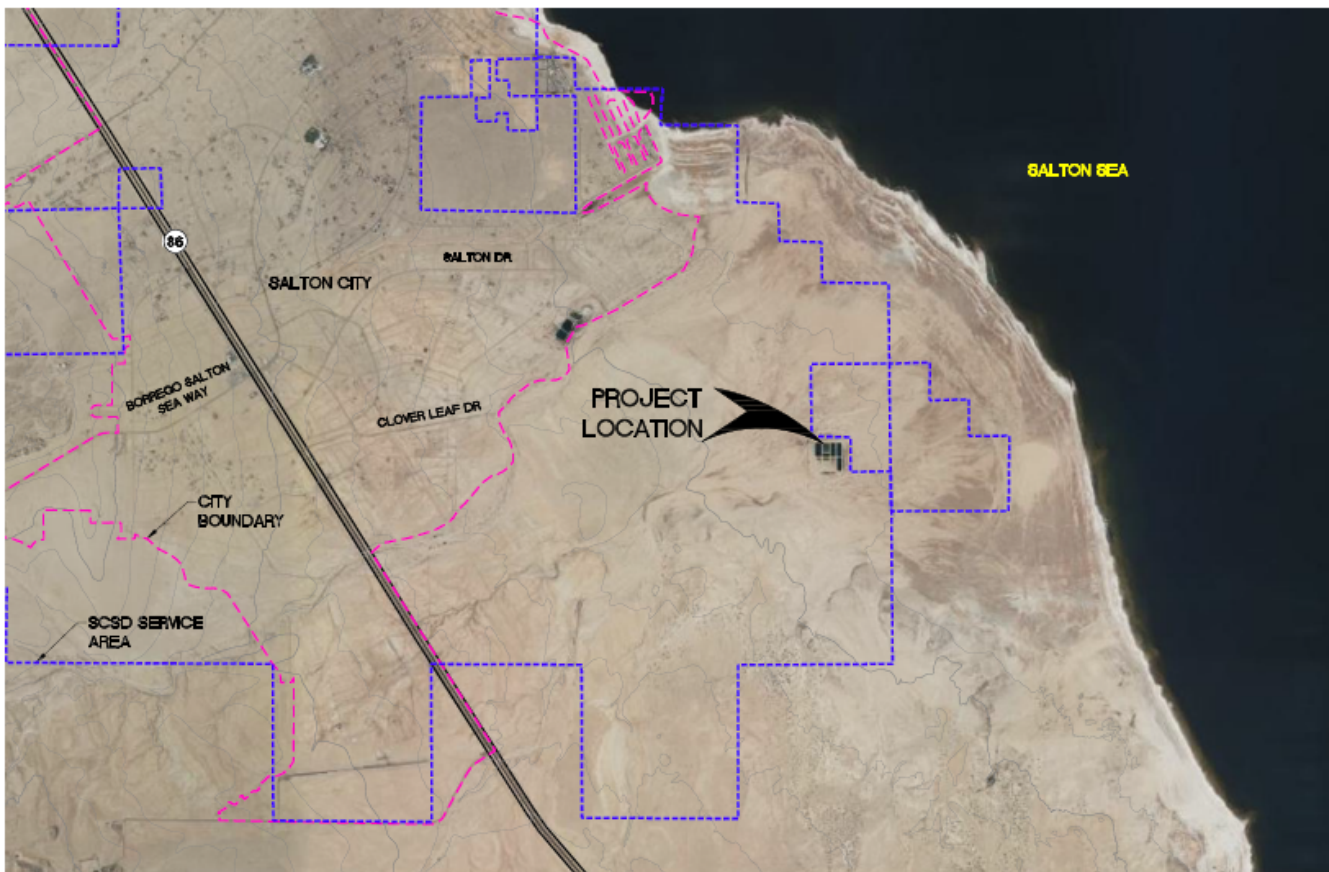 SALTON SEA
86
SALTON DR
SALTON CITY
BORREGO SALTON
SEA WAY
CLOVER LEAF DR
PROJECT
LOCATION
CITY
BOUNDARY
SCSD SERVICE
AREA